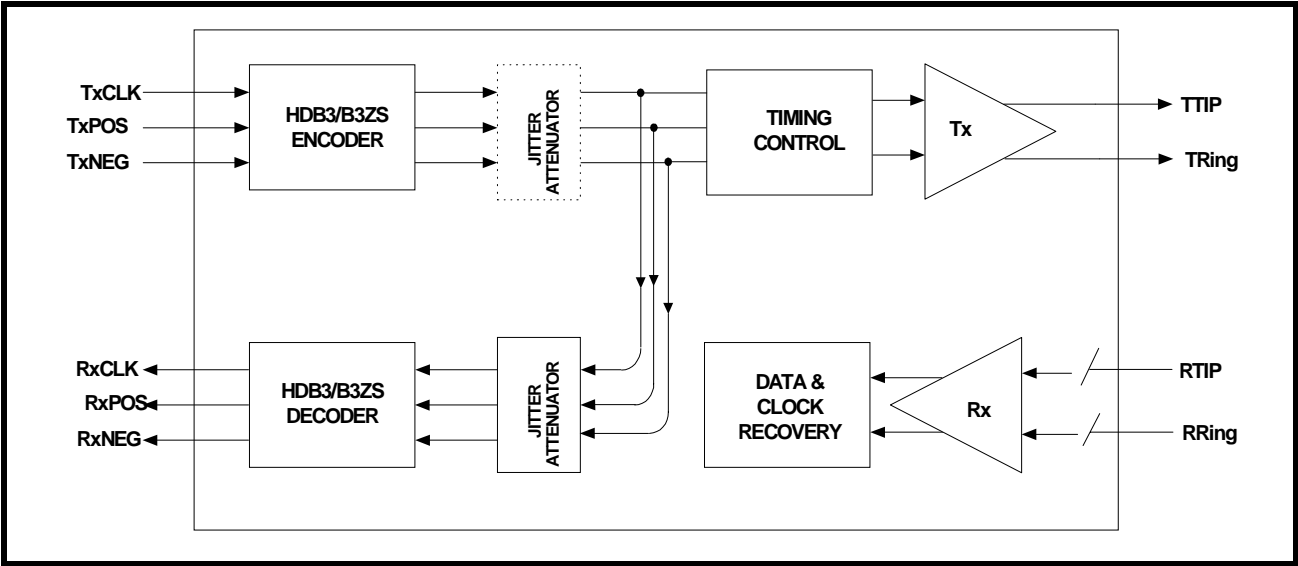 TxCLK
TxPOS
TxNEG
HDB3/B3ZS
ENCODER
JITTER
ATTENUATOR
TIMING
CONTROL
Tx
TTIP
TRing
RxCLK
RxPOS
RxNEG
HDB3/B3ZS
DECODER
JITTER
ATTENUATOR
DATA &
CLOCK
RECOVERY
Rx
RTIP
RRing